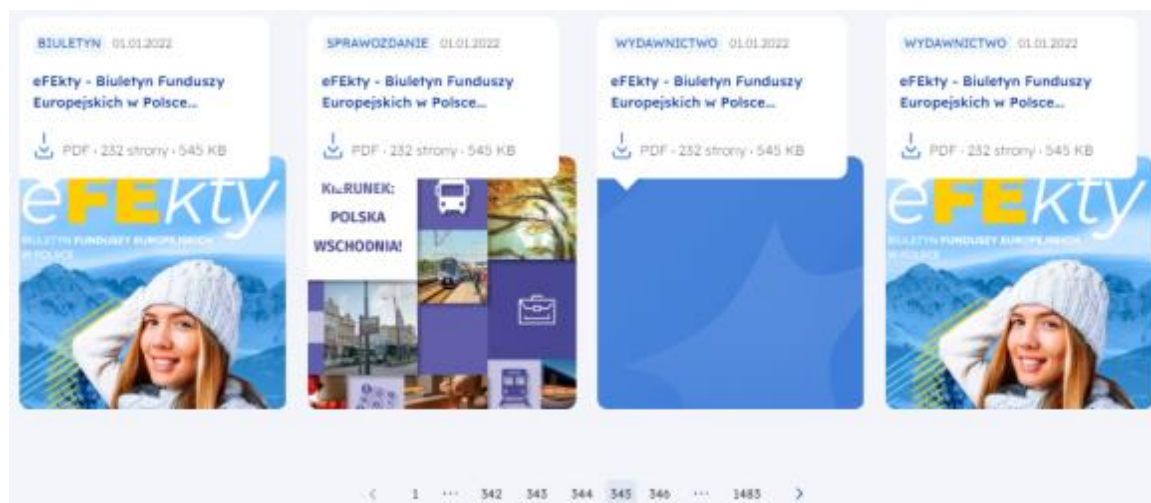 BIULETYN 01.01.2022
eFEkty - Biuletyn Funduszy
Europejskich w Polsce...
PDF · 232 strony · 545 KB
eFEkty
BIULETYN FUNDUSZY EUROPEJSKICH
W POLSCE
SPRAWOZDANIE 01.01.2022
eFEkty - Biuletyn Funduszy
Europejskich w Polsce...
PDF · 232 strony · 545 KB
KIERUNEK:
POLSKA
WSCHODNIA!
WYDAWNICTWO 01.01.2022
eFEkty - Biuletyn Funduszy
Europejskich w Polsce...
PDF · 232 strony · 545 KB
WYDAWNICTWO 01.01.2022
eFEkty - Biuletyn Funduszy
Europejskich w Polsce...
PDF · 232 strony · 545 KB
eFEkty
BIULETYN FUNDUSZY EUROPEJSKICH
W POLSCE
< 1 ... 342 343 344 345 346 ... 1483 >